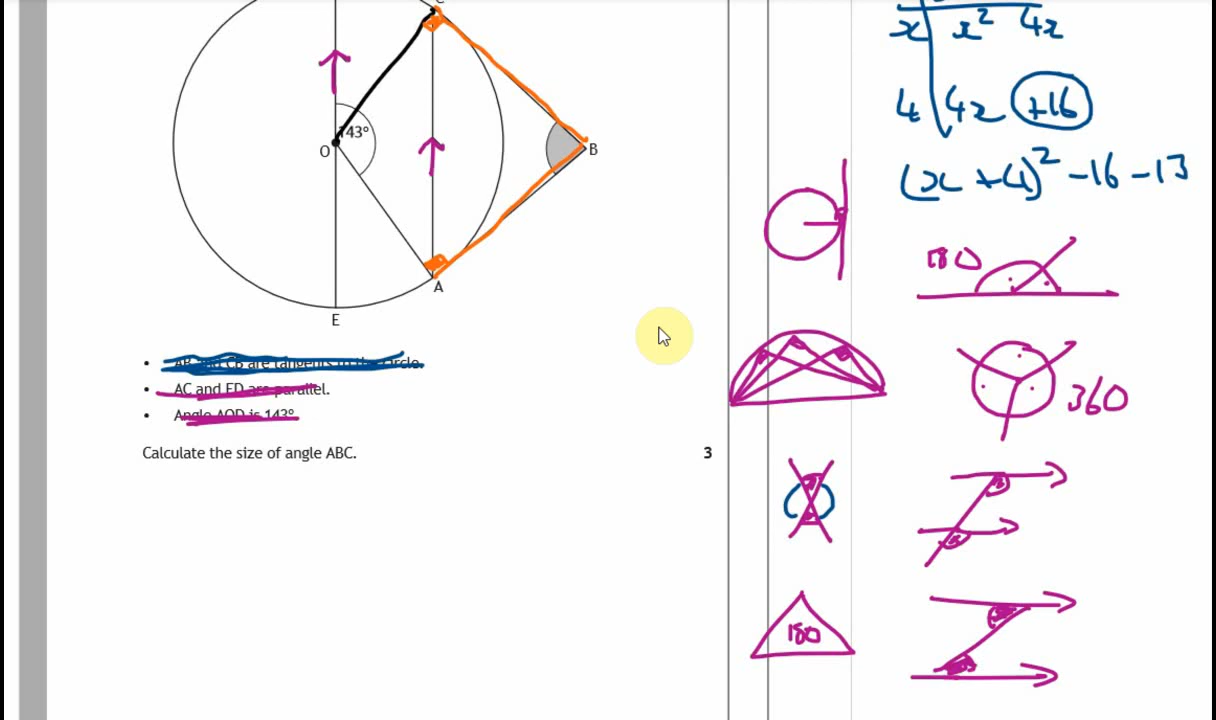 x x² 4x
4 4x +16
(x + 4)² - 16 - 13
143°
O
B
A
E
180
• AB and CB are tangents to the circle.
• AC and ED are parallel.
• Angle AOD is 143°
360
Calculate the size of angle ABC.
3
180